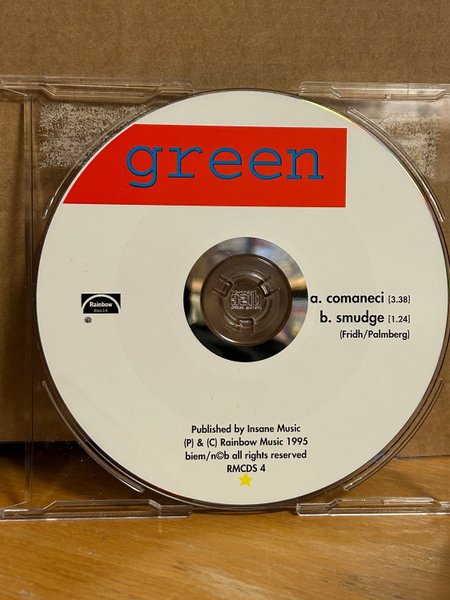 green
a. comaneci [3.38]
b. smudge [1.24]
(Fridh/Palmberg)
Rainbow
Published by Insane Music
(P) & (C) Rainbow Music 1995
biem/n©b all rights reserved
RMCDS 4